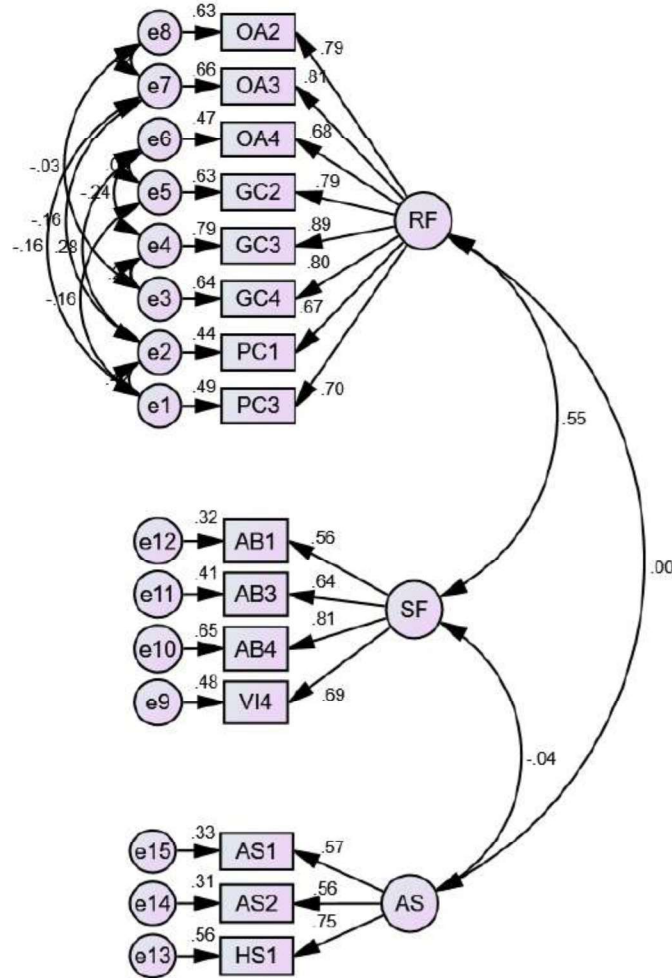 e8 .63 OA2 .79
e7 .66 OA3 .81
e6 .47 OA4 .68
-.03
-.24 e5 .63 GC2 .79
RF
-.16
-.16 .28 e4 .79 GC3 .89
e3 .64 GC4 .80
-.16
e2 .44 PC1 .67
e1 .49 PC3 .70
.55
e12 .32 AB1 .56
e11 .41 AB3 .64
.00
SF
e10 .65 AB4 .81
e9 .48 VI4 .69
-.04
e15 .33 AS1 .57
e14 .31 AS2 .56 AS
e13 .56 HS1 .75